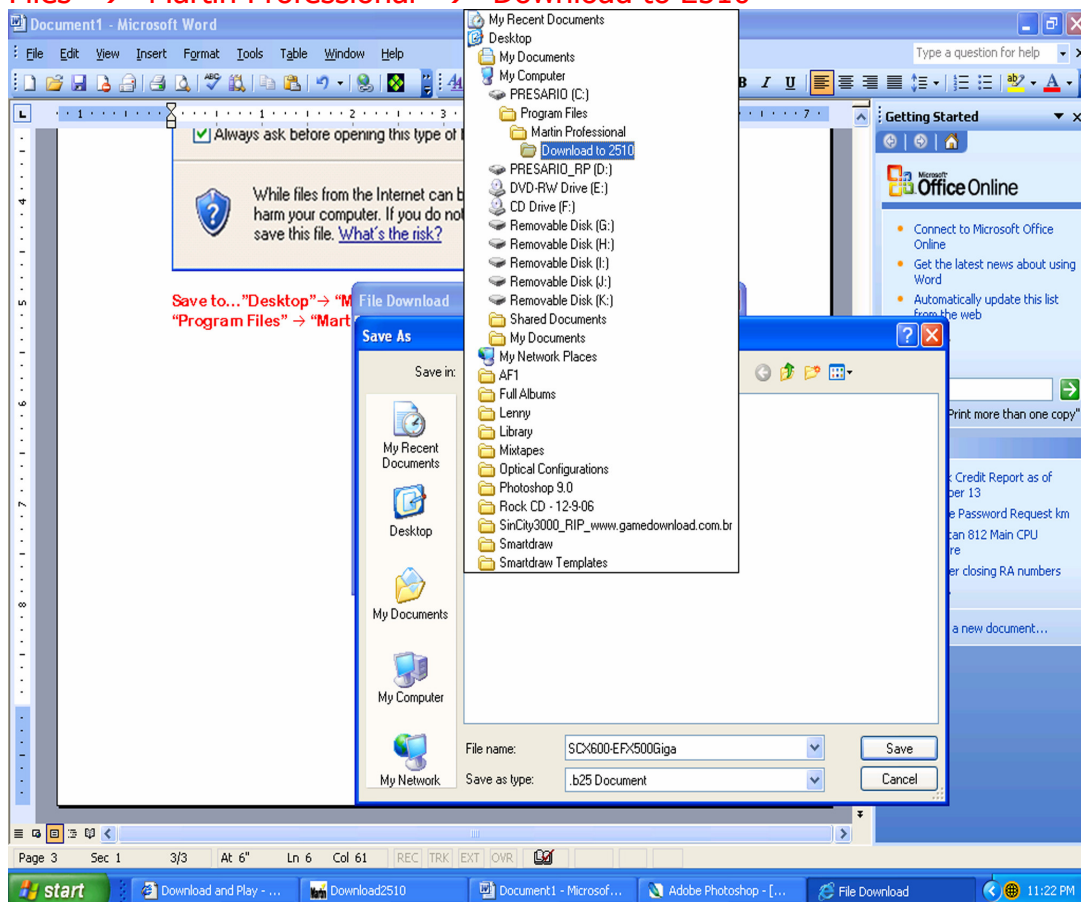 Files" → "Martin Professional" → "Download to 2510"
Document1 - Microsoft Word
File Edit View Insert Format Tools Table Window Help
Type a question for help
B I U
1 1 2 3 7
Always ask before opening this type of
While files from the Internet can b
harm your computer. If you do not
save this file. What's the risk?
Save to..."Desktop"→ "M
"Program Files" → "Mart
File Download
Save As
Save in:
My Recent Documents
Desktop
My Documents
My Computer
PRESARIO (C:)
Program Files
Martin Professional
Download to 2510
PRESARIO_RP (D:)
DVD-RW Drive (E:)
CD Drive (F:)
Removable Disk (G:)
Removable Disk (H:)
Removable Disk (I:)
Removable Disk (J:)
Removable Disk (K:)
Shared Documents
My Documents
My Network Places
AF1
Full Albums
Lenny
Library
Mixtapes
Optical Configurations
Photoshop 9.0
Rock CD - 12-9-06
SinCity3000_RIP_www.gamedownload.com.br
Smartdraw
Smartdraw Templates
My Recent
Documents
Desktop
My Documents
My Computer
My Network
File name: SCX600-EFX500Giga Save
Save as type: .b25 Document Cancel
Getting Started
Microsoft
Office Online
Connect to Microsoft Office
Online
Get the latest news about using
Word
Automatically update this list
from the web
Print more than one copy"
Credit Report as of
ber 13
e Password Request km
can 812 Main CPU
re
er closing RA numbers
a new document...
Page 3 Sec 1 3/3 At 6" Ln 6 Col 61 REC TRK EXT OVR
start Download and Play - ... Download2510 Document1 - Microsof... Adobe Photoshop - [... File Download 11:22 PM